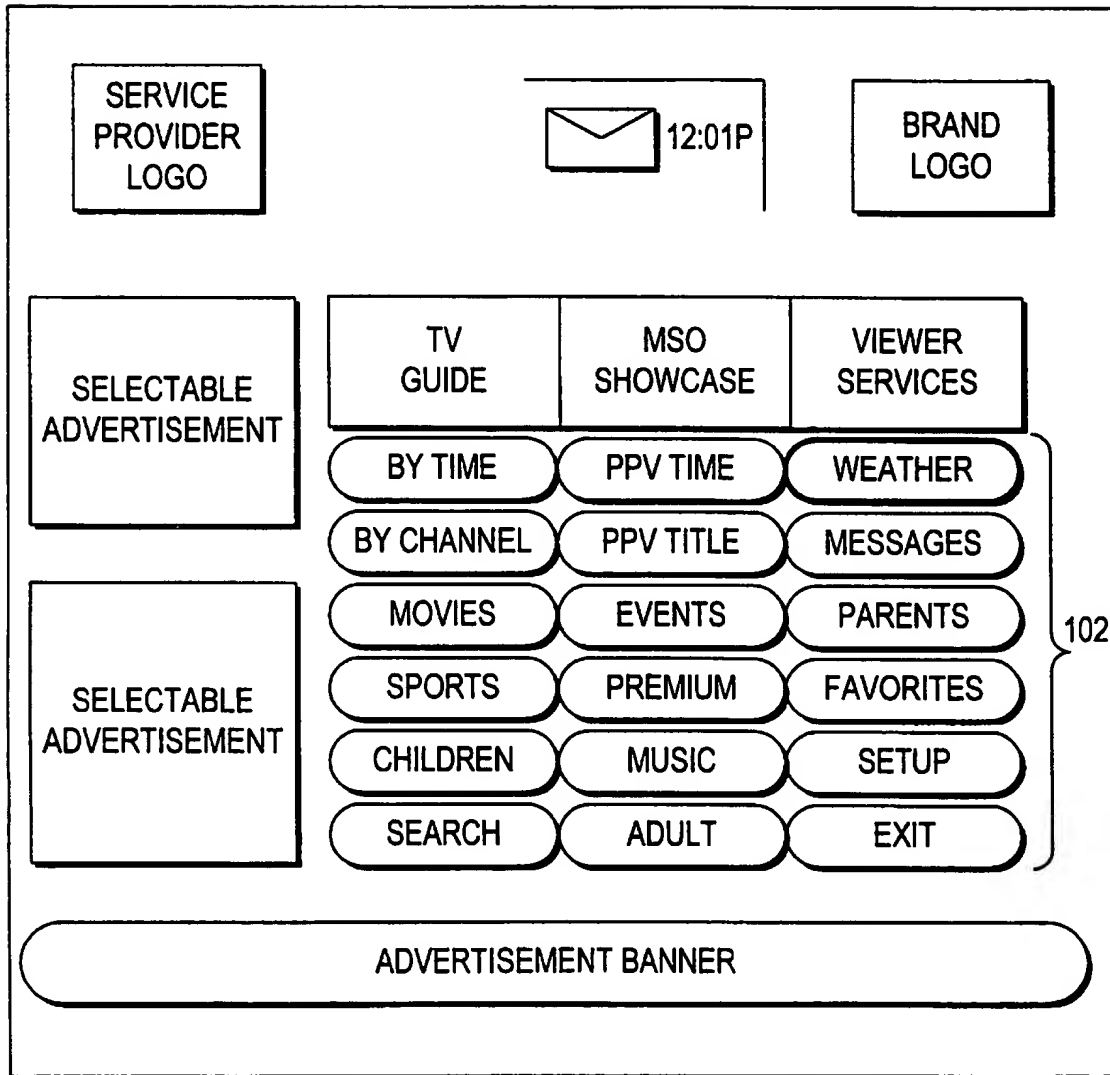 SERVICE
PROVIDER
LOGO
12:01P
BRAND
LOGO
SELECTABLE
ADVERTISEMENT
SELECTABLE
ADVERTISEMENT
TV
GUIDE
MSO
SHOWCASE
VIEWER
SERVICES
BY TIME
PPV TIME
WEATHER
BY CHANNEL
PPV TITLE
MESSAGES
MOVIES
EVENTS
PARENTS
SPORTS
PREMIUM
FAVORITES
CHILDREN
MUSIC
SETUP
SEARCH
ADULT
EXIT
102
ADVERTISEMENT BANNER